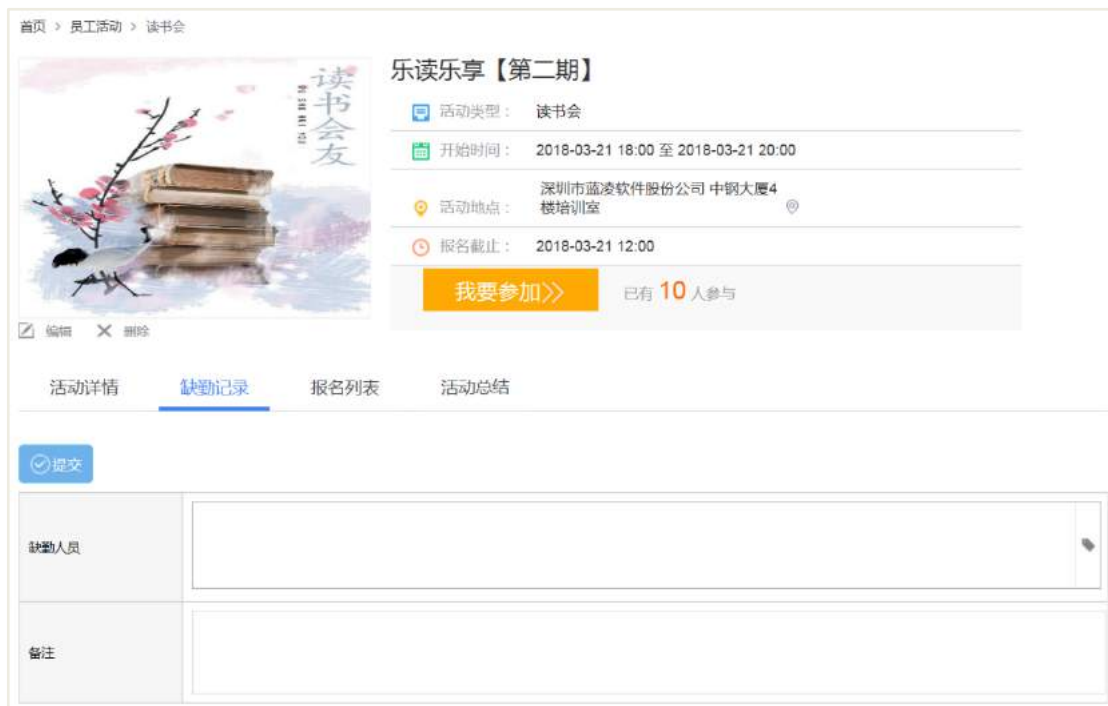 首页 > 员工活动 > 读书会
读书会友
DU SHU HUI YOU
乐读乐享【第二期】
活动类型： 读书会
开始时间： 2018-03-21 18:00 至 2018-03-21 20:00
活动地点： 深圳市蓝凌软件股份公司 中钢大厦4
楼培训室
报名截止： 2018-03-21 12:00
我要参加
已有 10 人参与
编辑 删除
活动详情 缺勤记录 报名列表 活动总结
提交
缺勤人员
备注